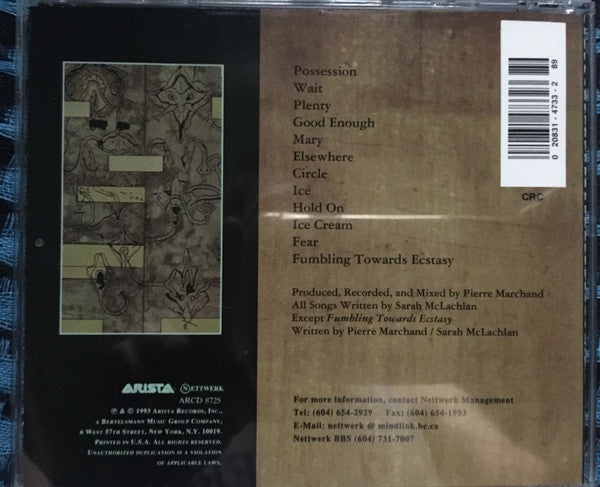 Possession
Wait
Plenty
Good Enough
Mary
Elsewhere
Circle
Ice
Hold On
Ice Cream
Fear
Fumbling Towards Ecstasy
Produced, Recorded, and Mixed by Pierre Marchand
All Songs Written by Sarah McLachlan
Except Fumbling Towards Ecstasy
Written by Pierre Marchand / Sarah McLachlan
0 20831-4733-2 89
CRC
ARISTA NETTWERK
ARCD 8725
℗ & © 1993 ARISTA RECORDS, INC.,
A BERTELSMANN MUSIC GROUP COMPANY,
6 WEST 57TH STREET, NEW YORK, N.Y. 10019.
PRINTED IN U.S.A. ALL RIGHTS RESERVED.
UNAUTHORIZED DUPLICATION IS A VIOLATION
OF APPLICABLE LAWS.
For more information, contact Nettwerk Management
Tel: (604) 654-2929 Fax: (604) 654-1993
E-Mail: nettwerk @ mindlink.bc.ca
Nettwerk BBS (604) 731-7007